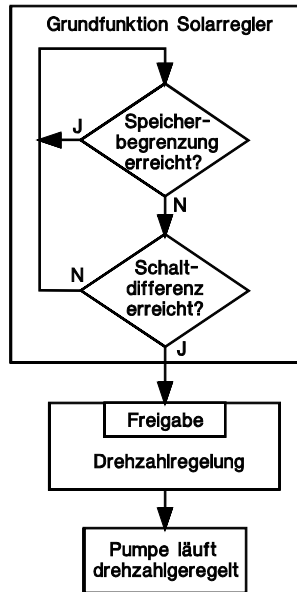 Grundfunktion Solarregler
Speicher-
begrenzung
erreicht?
J
N
Schalt-
differenz
erreicht?
N
J
Freigabe
Drehzahlregelung
Pumpe läuft
drehzahlgeregelt